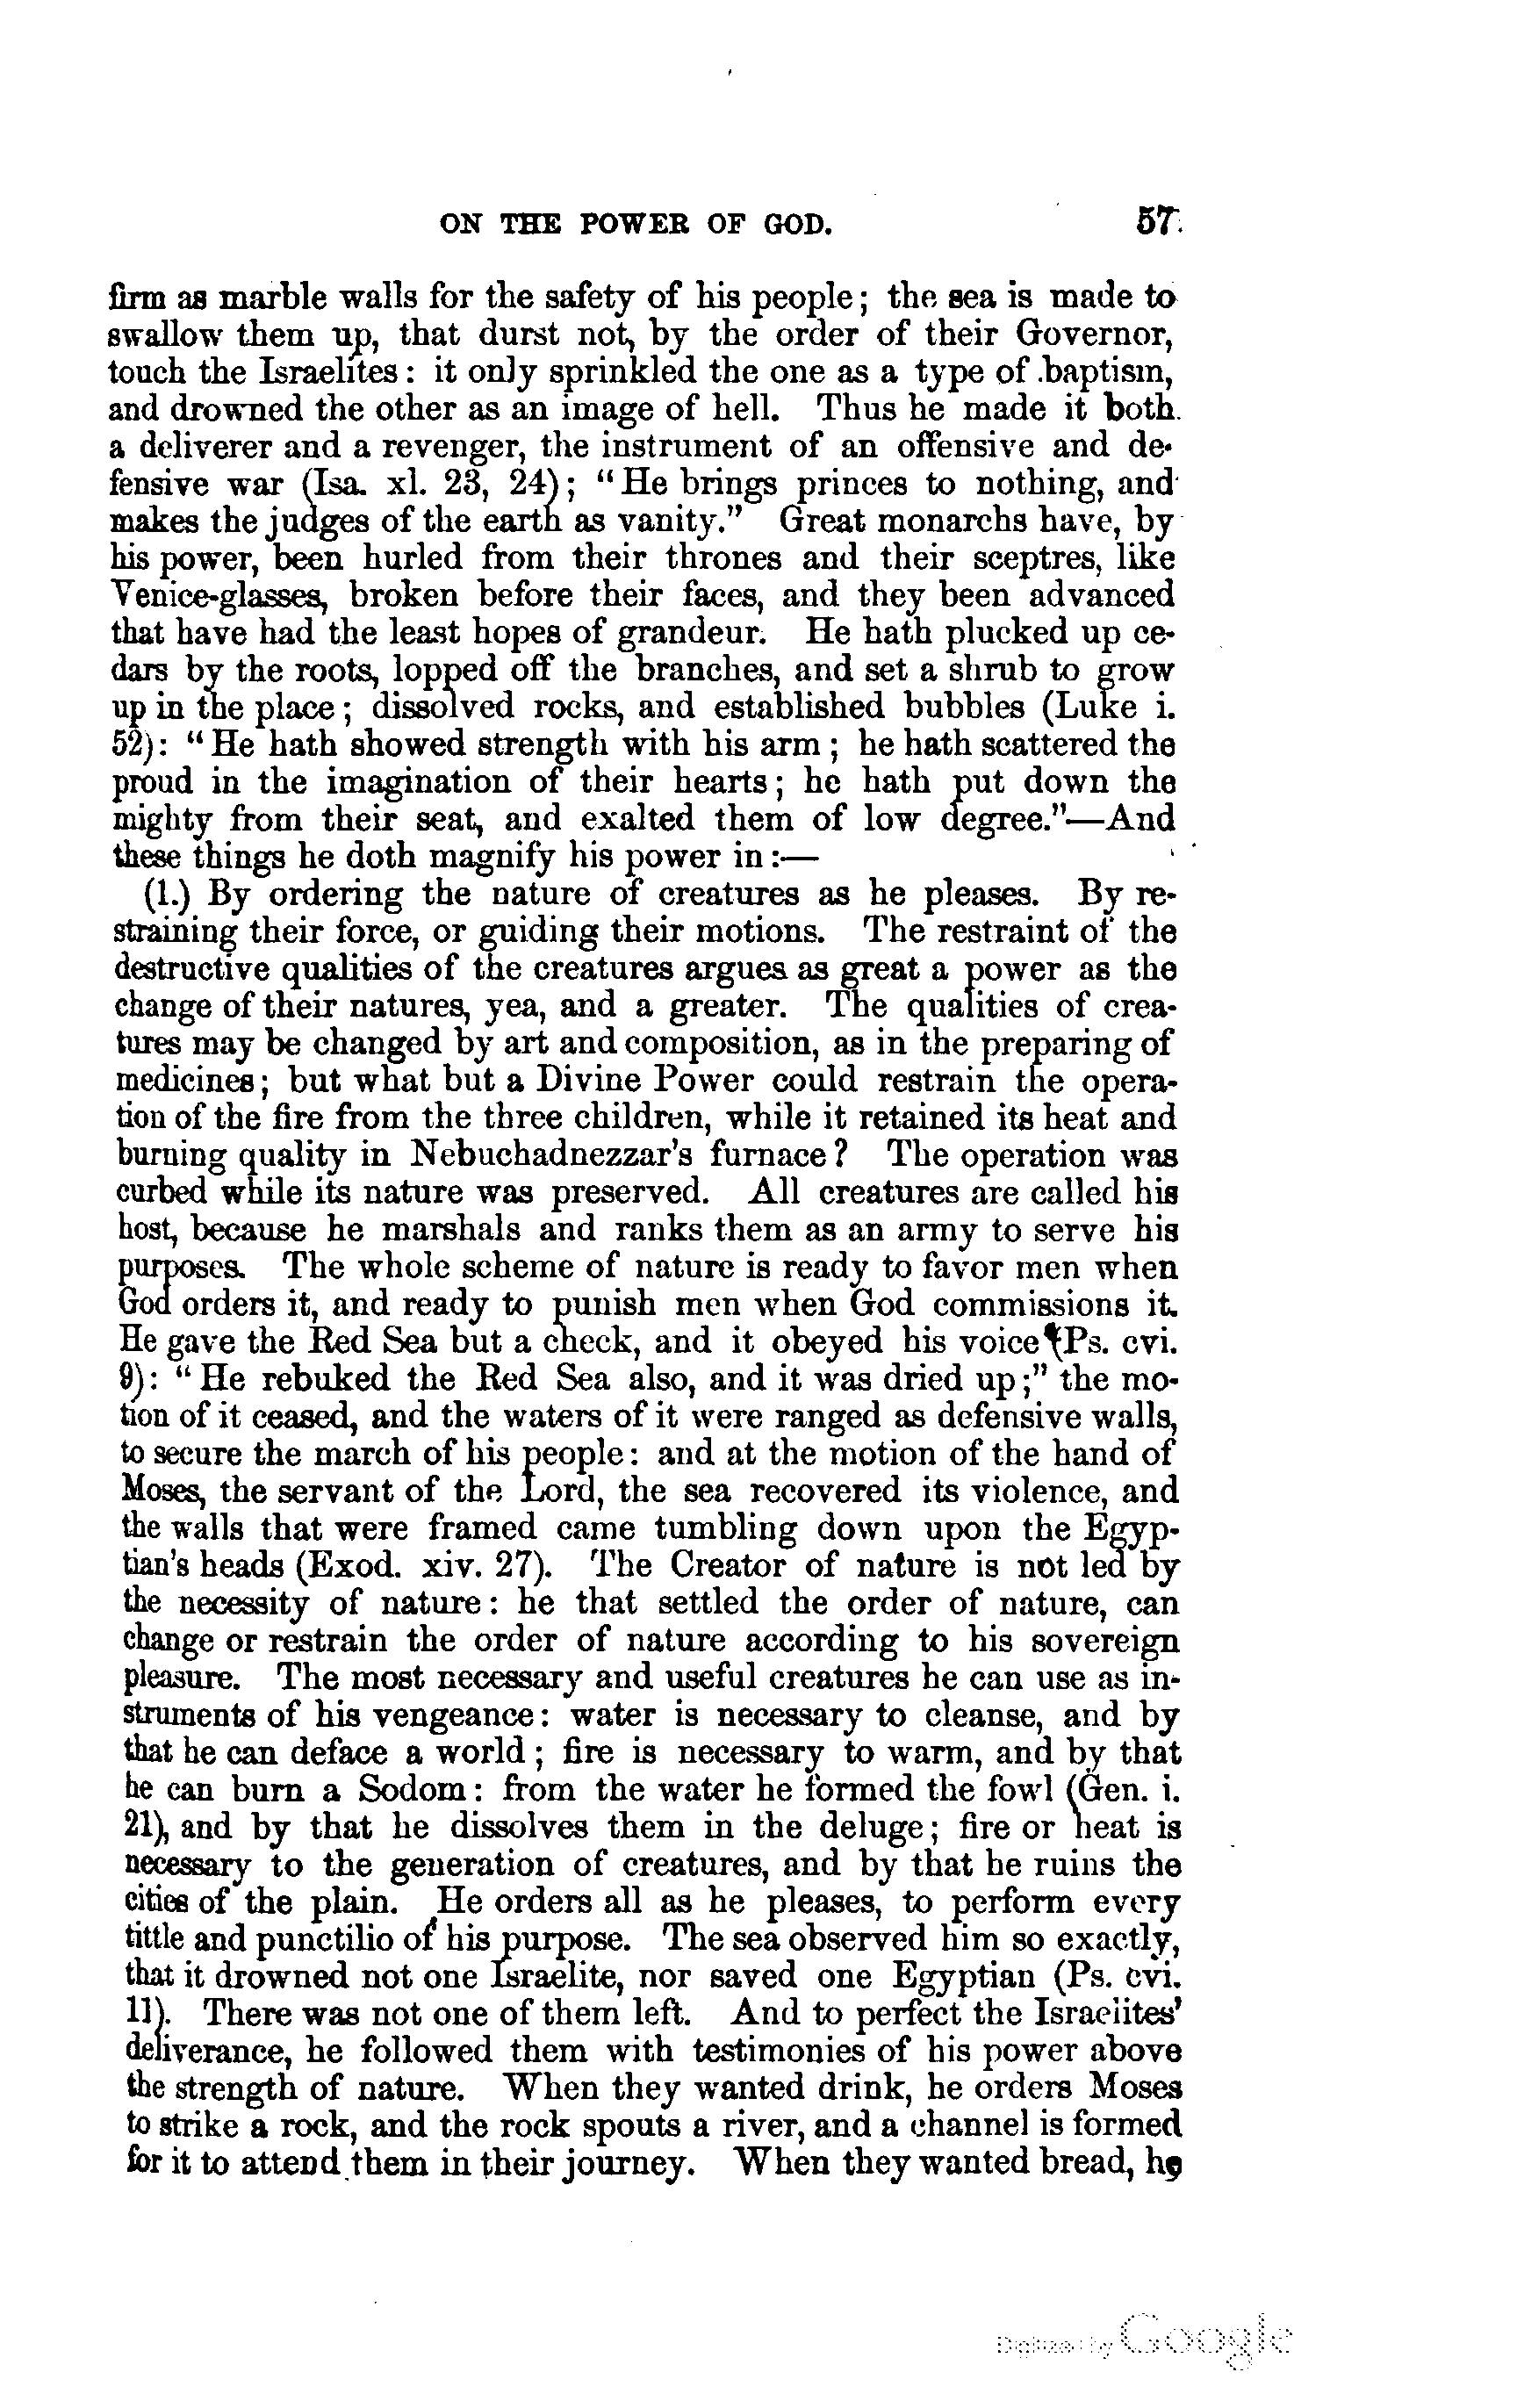 ON THE POWER OF GOD. 57
firm as marble walls for the safety of his people; the sea is made to
swallow them up, that durst not, by the order of their Governor,
touch the Israelites: it only sprinkled the one as a type of baptism,
and drowned the other as an image of hell. Thus he made it both
a deliverer and a revenger, the instrument of an offensive and de-
fensive war (Isa. xl. 23, 24); "He brings princes to nothing, and
makes the judges of the earth as vanity." Great monarchs have, by
his power, been hurled from their thrones and their sceptres, like
Venice-glasses, broken before their faces, and they been advanced
that have had the least hopes of grandeur. He hath plucked up ce-
dars by the roots, lopped off the branches, and set a shrub to grow
up in the place; dissolved rocks, and established bubbles (Luke i.
52): "He hath showed strength with his arm; he hath scattered the
proud in the imagination of their hearts; he hath put down the
mighty from their seat, and exalted them of low degree."—And
these things he doth magnify his power in:—
(1.) By ordering the nature of creatures as he pleases. By re-
straining their force, or guiding their motions. The restraint of the
destructive qualities of the creatures argues as great a power as the
change of their natures, yea, and a greater. The qualities of crea-
tures may be changed by art and composition, as in the preparing of
medicines; but what but a Divine Power could restrain the opera-
tion of the fire from the three children, while it retained its heat and
burning quality in Nebuchadnezzar's furnace? The operation was
curbed while its nature was preserved. All creatures are called his
host, because he marshals and ranks them as an army to serve his
purposes. The whole scheme of nature is ready to favor men when
God orders it, and ready to punish men when God commissions it.
He gave the Red Sea but a check, and it obeyed his voice (Ps. cvi.
9): "He rebuked the Red Sea also, and it was dried up;" the mo-
tion of it ceased, and the waters of it were ranged as defensive walls,
to secure the march of his people: and at the motion of the hand of
Moses, the servant of the Lord, the sea recovered its violence, and
the walls that were framed came tumbling down upon the Egyp-
tian's heads (Exod. xiv. 27). The Creator of nature is not led by
the necessity of nature: he that settled the order of nature, can
change or restrain the order of nature according to his sovereign
pleasure. The most necessary and useful creatures he can use as in-
struments of his vengeance: water is necessary to cleanse, and by
that he can deface a world; fire is necessary to warm, and by that
he can burn a Sodom: from the water he formed the fowl (Gen. i.
21), and by that he dissolves them in the deluge; fire or heat is
necessary to the generation of creatures, and by that he ruins the
cities of the plain. He orders all as he pleases, to perform every
tittle and punctilio of his purpose. The sea observed him so exactly,
that it drowned not one Israelite, nor saved one Egyptian (Ps. cvi.
11). There was not one of them left. And to perfect the Israelites'
deliverance, he followed them with testimonies of his power above
the strength of nature. When they wanted drink, he orders Moses
to strike a rock, and the rock spouts a river, and a channel is formed
for it to attend them in their journey. When they wanted bread, he
Digitized by Google